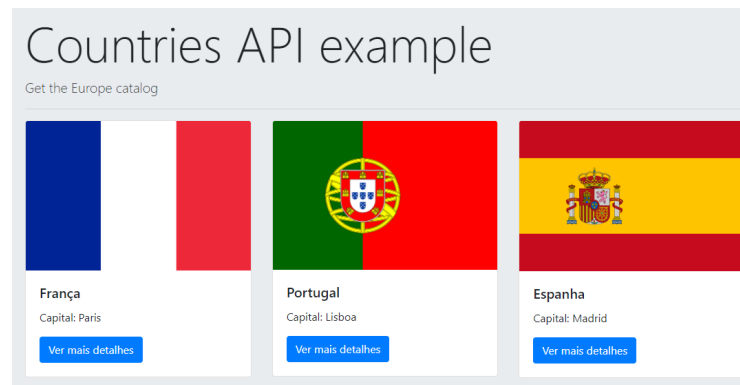 Countries API example
Get the Europe catalog
França
Capital: Paris
Ver mais detalhes
Portugal
Capital: Lisboa
Ver mais detalhes
Espanha
Capital: Madrid
Ver mais detalhes